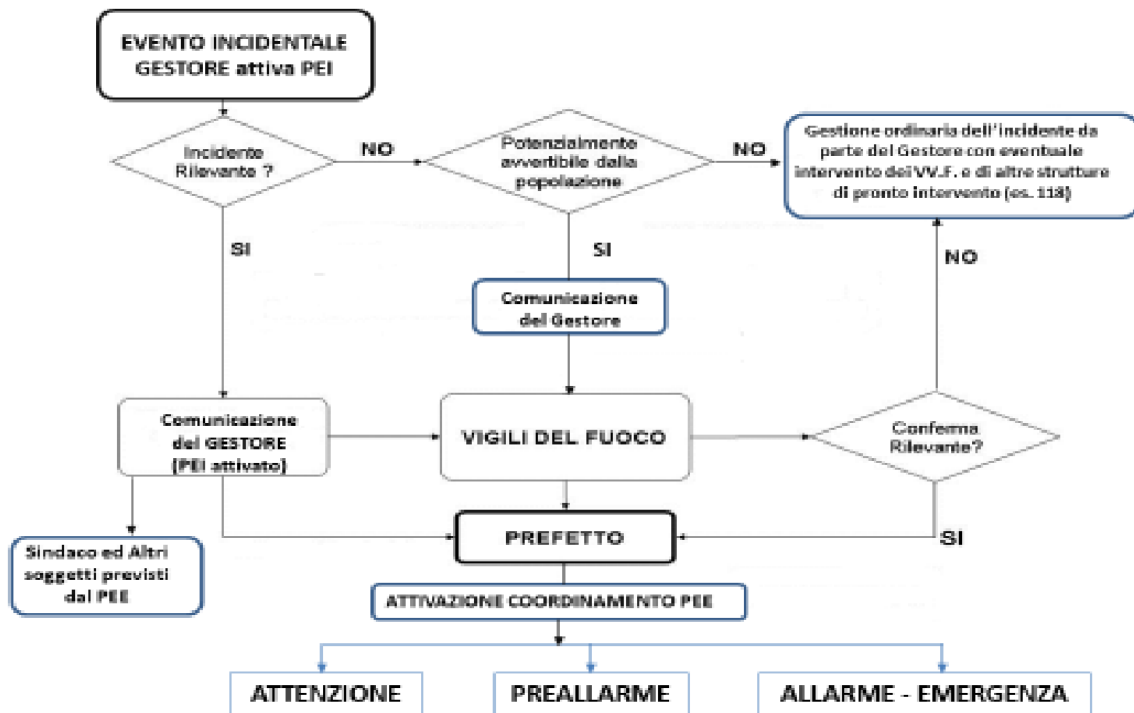 EVENTO INCIDENTALE
GESTORE attiva PEI
Incidente
Rilevante ?
NO
Potenzialmente
avvertibile dalla
popolazione
NO
Gestione ordinaria dell'incidente da
parte del Gestore con eventuale
intervento dei VV.F. e di altre strutture
di pronto intervento (es. 118)
SI
SI
NO
Comunicazione
del Gestore
Comunicazione
del GESTORE
(PEI attivato)
VIGILI DEL FUOCO
Conferma
Rilevante?
SI
PREFETTO
Sindaco ed Altri
soggetti previsti
dal PEE
ATTIVAZIONE COORDINAMENTO PEE
ATTENZIONE
PREALLARME
ALLARME - EMERGENZA